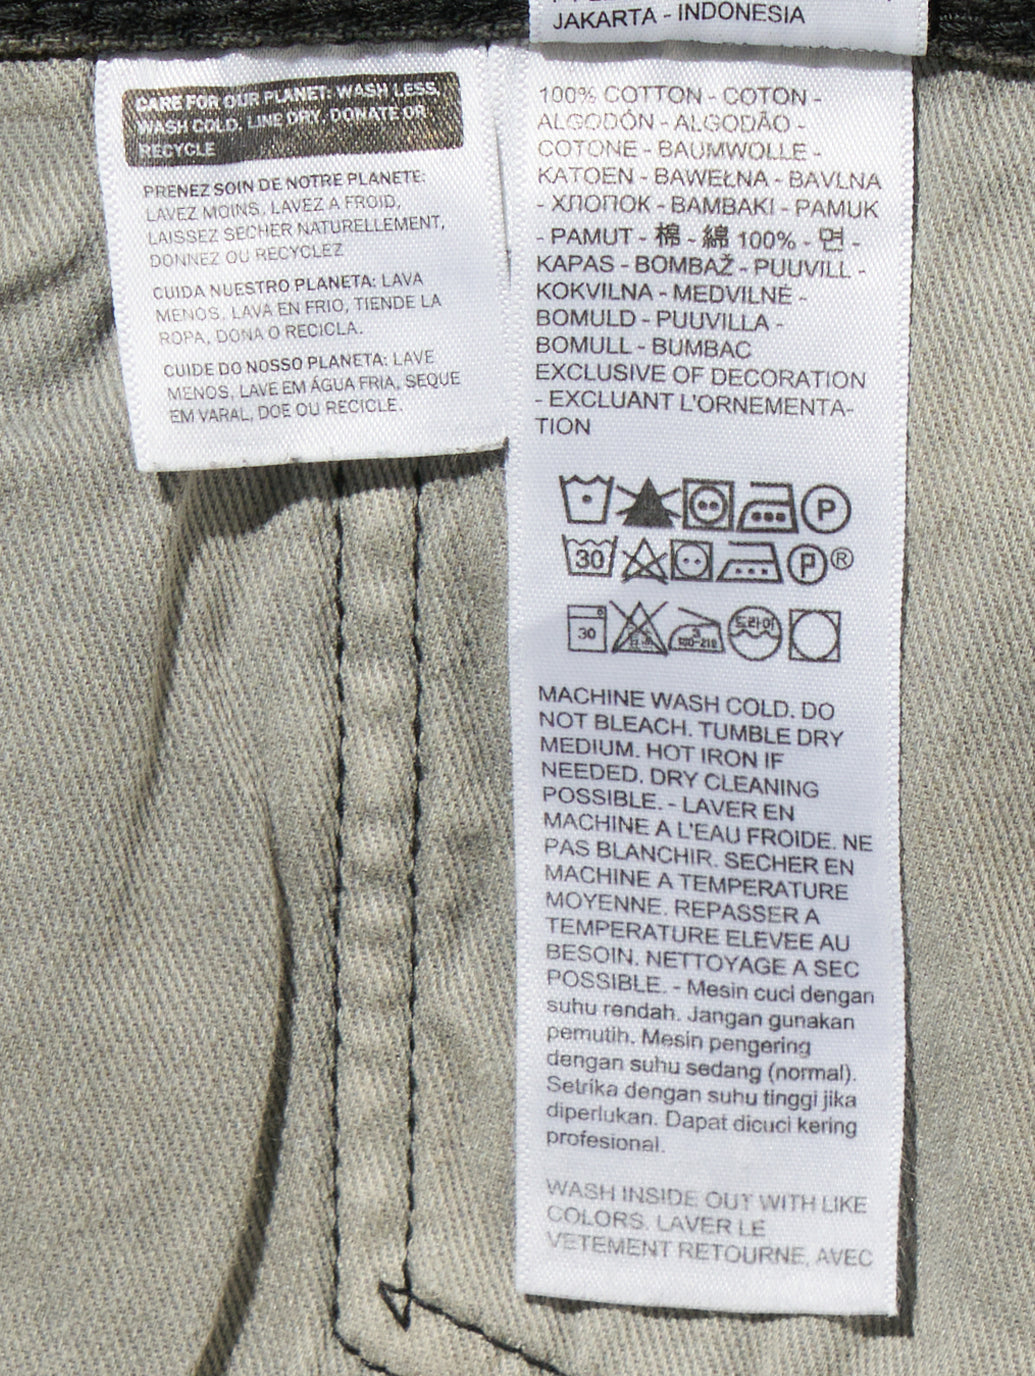 JAKARTA - INDONESIA
CARE FOR OUR PLANET: WASH LESS,
WASH COLD, LINE DRY, DONATE OR
RECYCLE
PRENEZ SOIN DE NOTRE PLANETE:
LAVEZ MOINS, LAVEZ A FROID,
LAISSEZ SECHER NATURELLEMENT,
DONNEZ OU RECYCLEZ
CUIDA NUESTRO PLANETA: LAVA
MENOS, LAVA EN FRIO, TIENDE LA
ROPA, DONA O RECICLA.
CUIDE DO NOSSO PLANETA: LAVE
MENOS, LAVE EM ÁGUA FRIA, SEQUE
EM VARAL, DOE OU RECICLE.
100% COTTON - COTON -
ALGODÓN - ALGODÃO -
COTONE - BAUMWOLLE -
KATOEN - BAWEŁNA - BAVLNA
- ХЛОПОК - BAMBAKI - PAMUK
- PAMUT - 棉 - 綿 100% - 면 -
KAPAS - BOMBAŽ - PUUVILL -
KOKVILNA - MEDVILNĖ -
BOMULD - PUUVILLA -
BOMULL - BUMBAC
EXCLUSIVE OF DECORATION
- EXCLUANT L'ORNEMENTA-
TION
P
30 P ®
30 3 180-210 드라이
MACHINE WASH COLD. DO
NOT BLEACH. TUMBLE DRY
MEDIUM. HOT IRON IF
NEEDED. DRY CLEANING
POSSIBLE. - LAVER EN
MACHINE A L'EAU FROIDE. NE
PAS BLANCHIR. SECHER EN
MACHINE A TEMPERATURE
MOYENNE. REPASSER A
TEMPERATURE ELEVEE AU
BESOIN. NETTOYAGE A SEC
POSSIBLE. - Mesin cuci dengan
suhu rendah. Jangan gunakan
pemutih. Mesin pengering
dengan suhu sedang (normal).
Setrika dengan suhu tinggi jika
diperlukan. Dapat dicuci kering
profesional.
WASH INSIDE OUT WITH LIKE
COLORS. LAVER LE
VETEMENT RETOURNE, AVEC